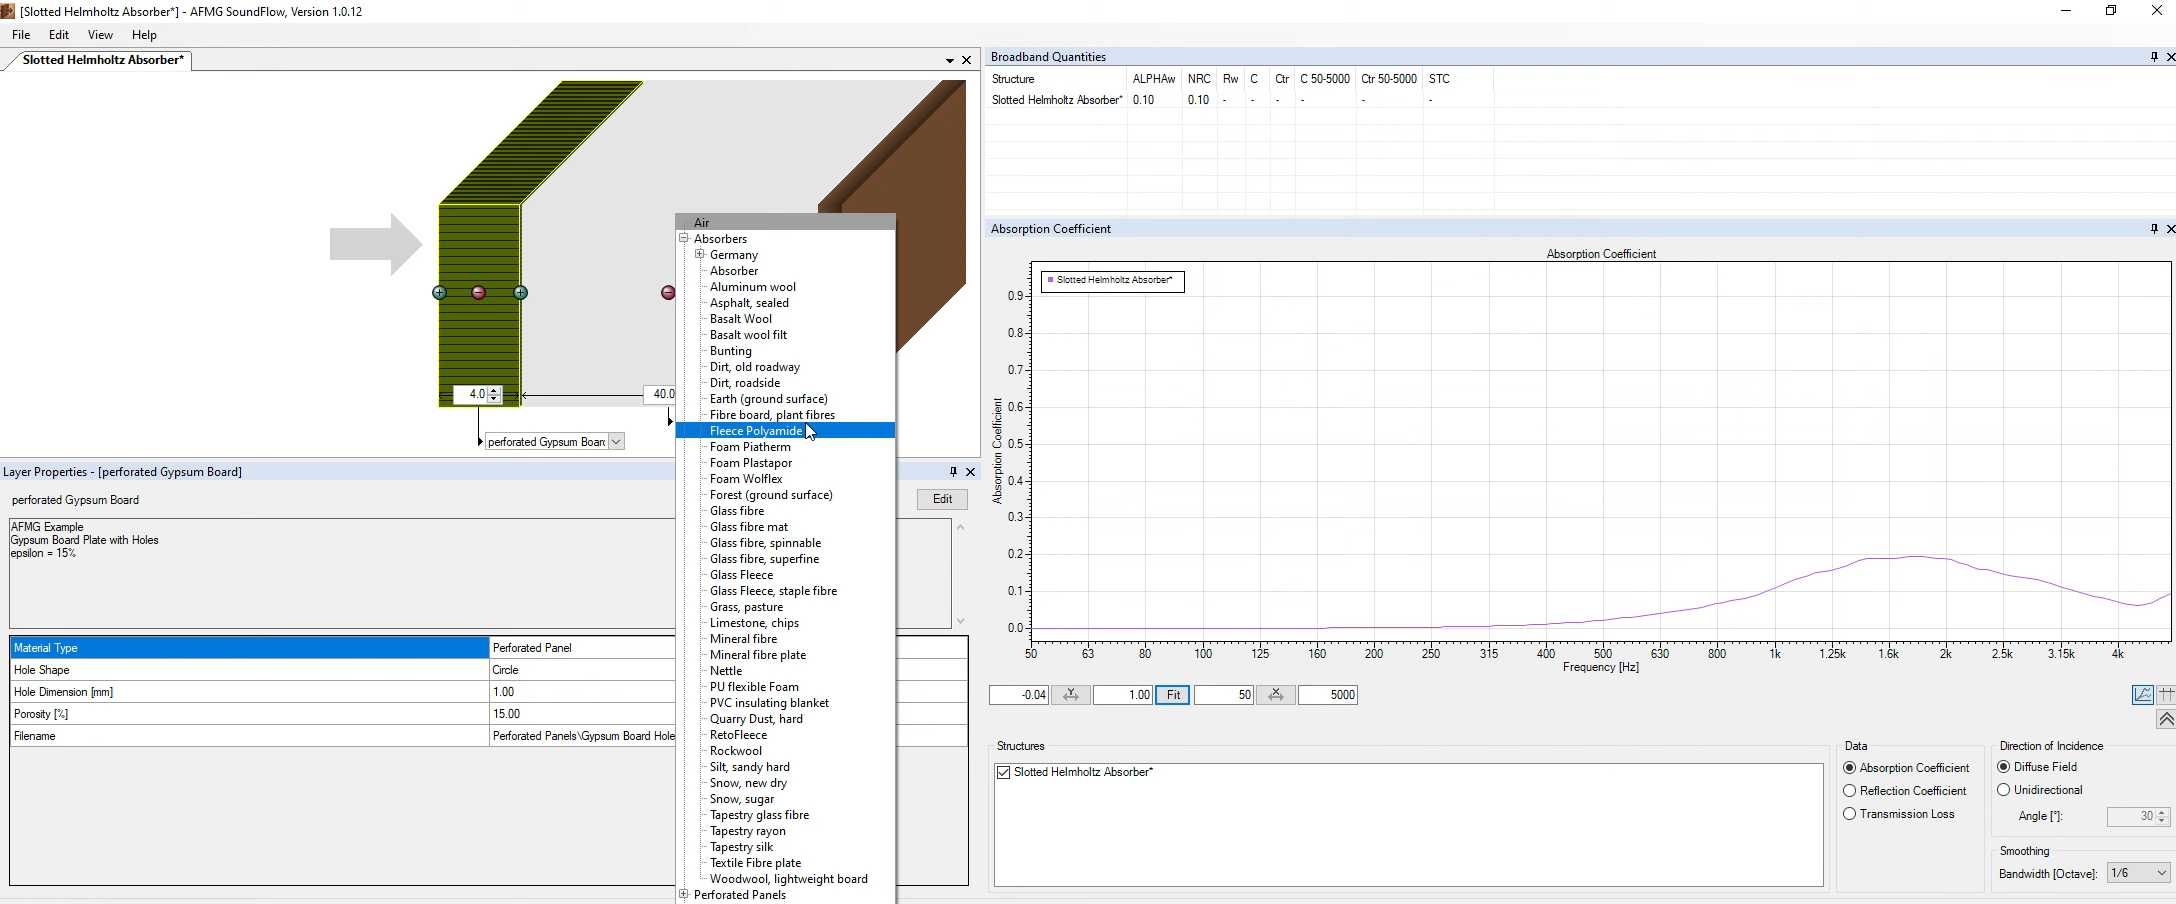 [Slotted Helmholtz Absorber*] - AFMG SoundFlow, Version 1.0.12
File Edit View Help
Slotted Helmholtz Absorber*
4.0
40.0
perforated Gypsum Boar
Air
Absorbers
Germany
Absorber
Aluminum wool
Asphalt, sealed
Basalt Wool
Basalt wool filt
Bunting
Dirt, old roadway
Dirt, roadside
Earth (ground surface)
Fibre board, plant fibres
Fleece Polyamide
Foam Piatherm
Foam Plastapor
Foam Wolflex
Forest (ground surface)
Glass fibre
Glass fibre mat
Glass fibre, spinnable
Glass fibre, superfine
Glass Fleece
Glass Fleece, staple fibre
Grass, pasture
Limestone, chips
Mineral fibre
Mineral fibre plate
Nettle
PU flexible Foam
PVC insulating blanket
Quarry Dust, hard
RetoFleece
Rockwool
Silt, sandy hard
Snow, new dry
Snow, sugar
Tapestry glass fibre
Tapestry rayon
Tapestry silk
Textile Fibre plate
Woodwool, lightweight board
Perforated Panels
Layer Properties - [perforated Gypsum Board]
perforated Gypsum Board
Edit
AFMG Example
Gypsum Board Plate with Holes
epsilon = 15%
Material Type Perforated Panel
Hole Shape Circle
Hole Dimension [mm] 1.00
Porosity [%] 15.00
Filename Perforated Panels\Gypsum Board Hole
Broadband Quantities
Structure ALPHAw NRC Rw C Ctr C 50-5000 Ctr 50-5000 STC
Slotted Helmholtz Absorber* 0.10 0.10 - - - - - -
Absorption Coefficient
Absorption Coefficient
Slotted Helmholtz Absorber*
Absorption Coefficient
0.9
0.8
0.7
0.6
0.5
0.4
0.3
0.2
0.1
0.0
50 63 80 100 125 160 200 250 315 400 500 630 800 1k 1.25k 1.6k 2k 2.5k 3.15k 4k
Frequency [Hz]
-0.04 Y 1.00 Fit 50 X 5000
Structures
Slotted Helmholtz Absorber*
Data
Absorption Coefficient
Reflection Coefficient
Transmission Loss
Direction of Incidence
Diffuse Field
Unidirectional
Angle [°]: 30
Smoothing
Bandwidth [Octave]: 1/6